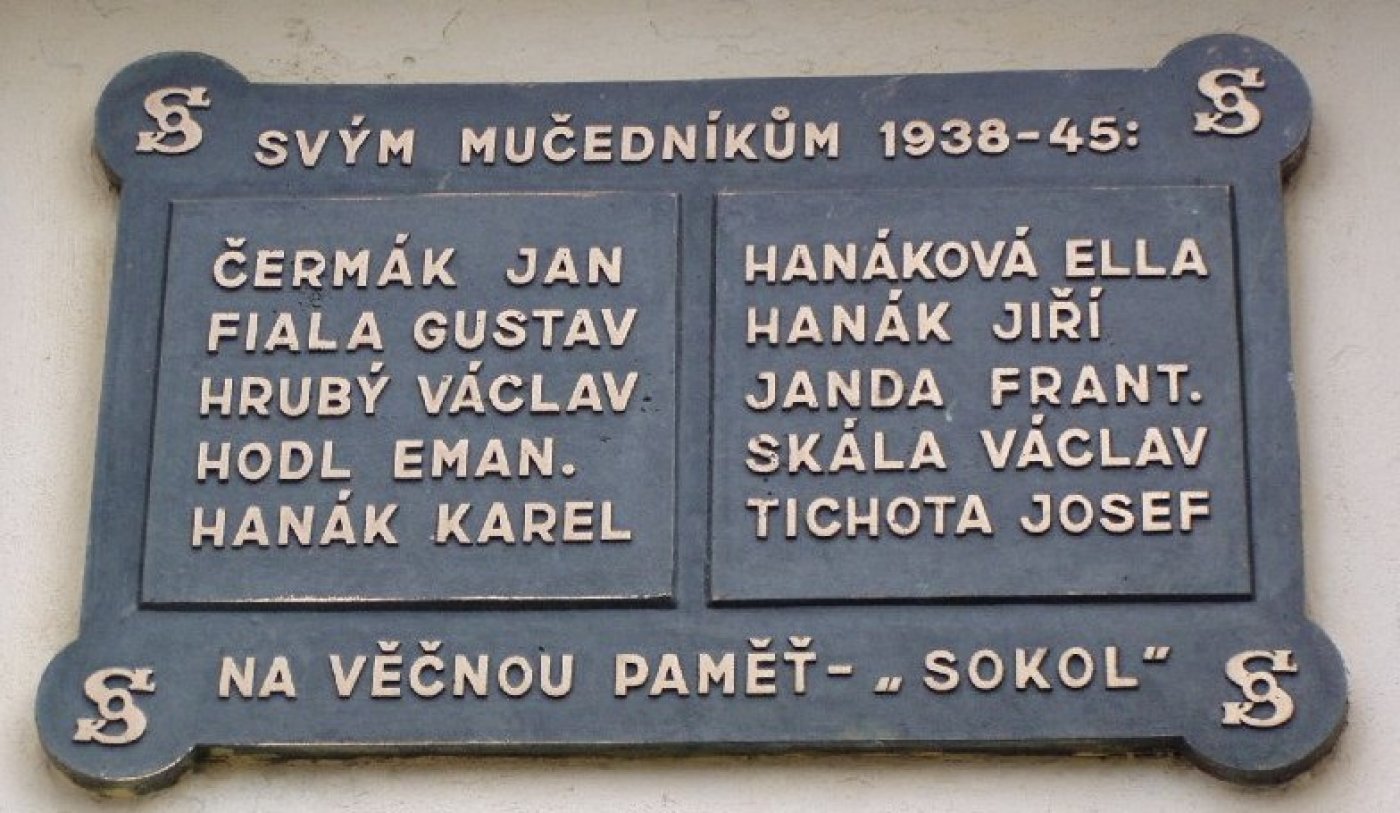 SVÝM MUČEDNÍKŮM 1938-45:
ČERMÁK JAN
FIALA GUSTAV
HRUBÝ VÁCLAV
HODL EMAN.
HANÁK KAREL
HANÁKOVÁ ELLA
HANÁK JIŘÍ
JANDA FRANT.
SKÁLA VÁCLAV
TICHOTA JOSEF
NA VĚČNOU PAMĚŤ- „SOKOL"